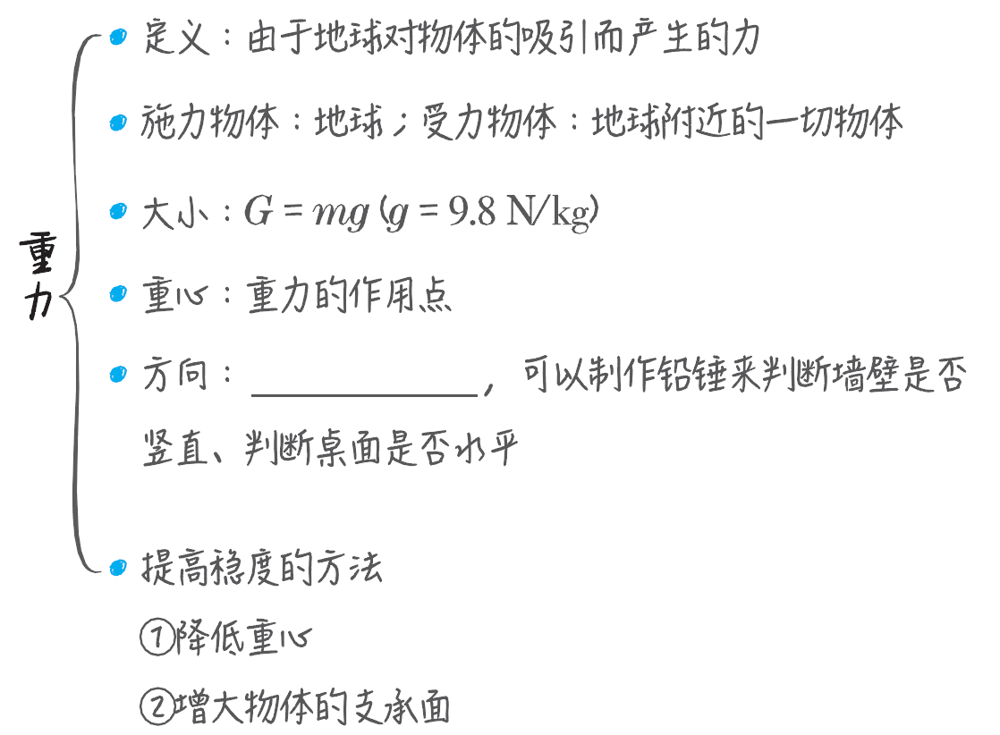 定义：由于地球对物体的吸引而产生的力
施力物体：地球；受力物体：地球附近的一切物体
大小：G = mg (g = 9.8 N/kg)
重力
重心：重力的作用点
方向：＿＿＿＿＿＿，可以制作铅锤来判断墙壁是否
竖直、判断桌面是否水平
提高稳度的方法
①降低重心
②增大物体的支承面